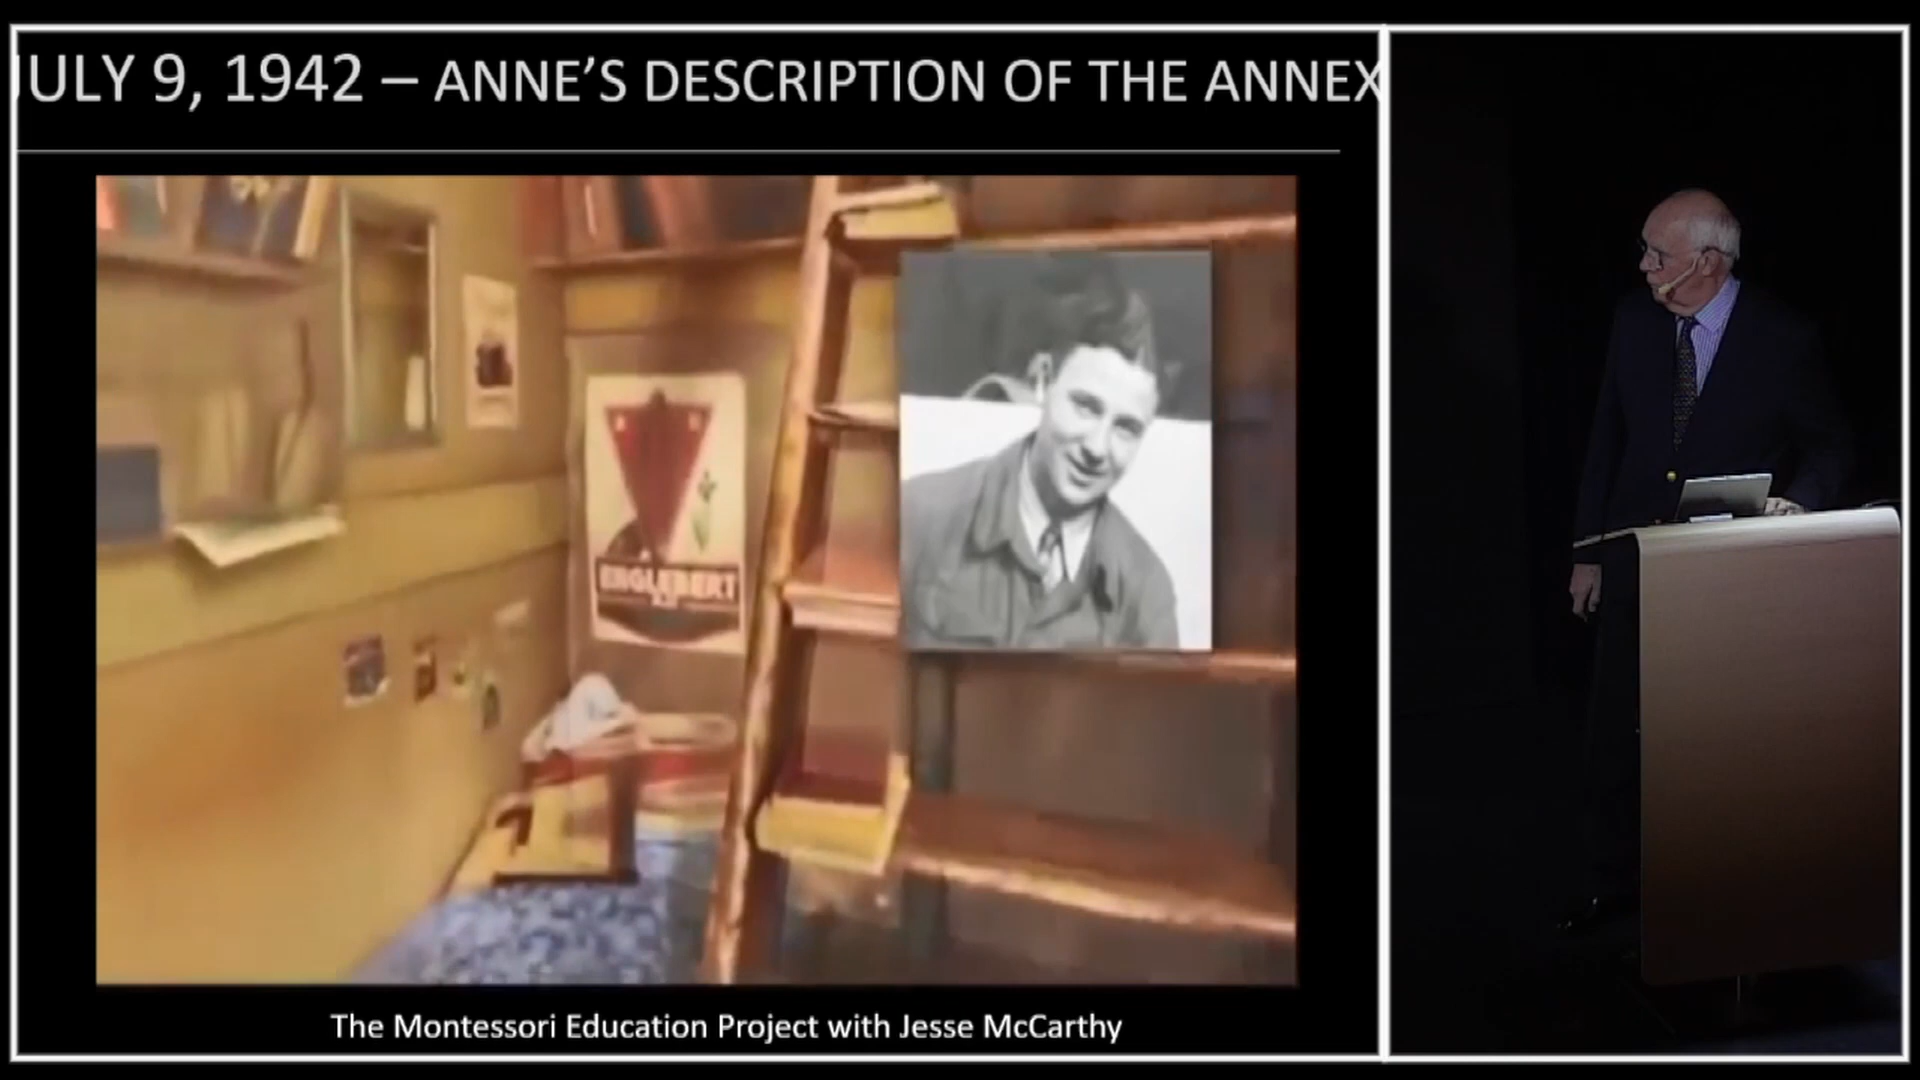 JULY 9, 1942 – ANNE’S DESCRIPTION OF THE ANNEX
ENGLEBERT
The Montessori Education Project with Jesse McCarthy